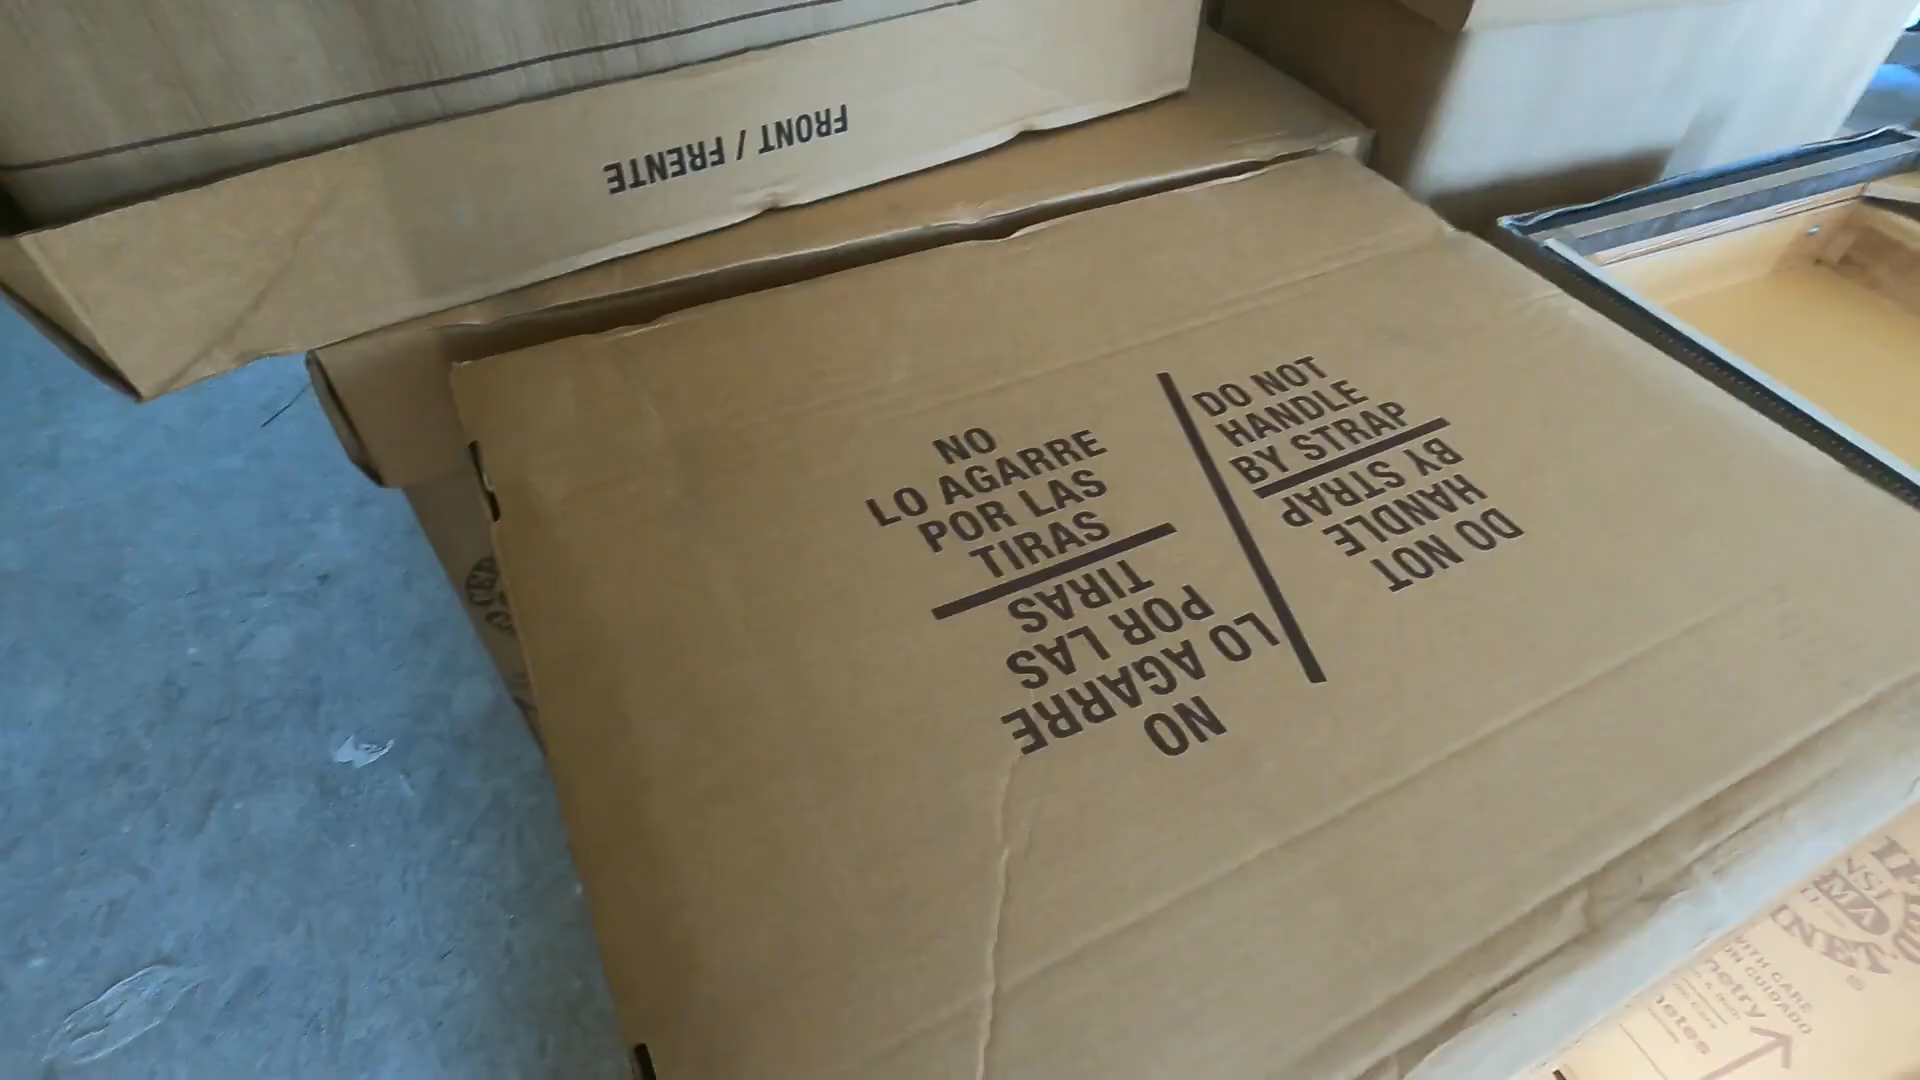 FRONT / FRENTE
NO
LO AGARRE
POR LAS
TIRAS
DO NOT
HANDLE
BY STRAP
NO
LO AGARRE
POR LAS
TIRAS
DO NOT
HANDLE
BY STRAP
WITH CARE
CUIDADO